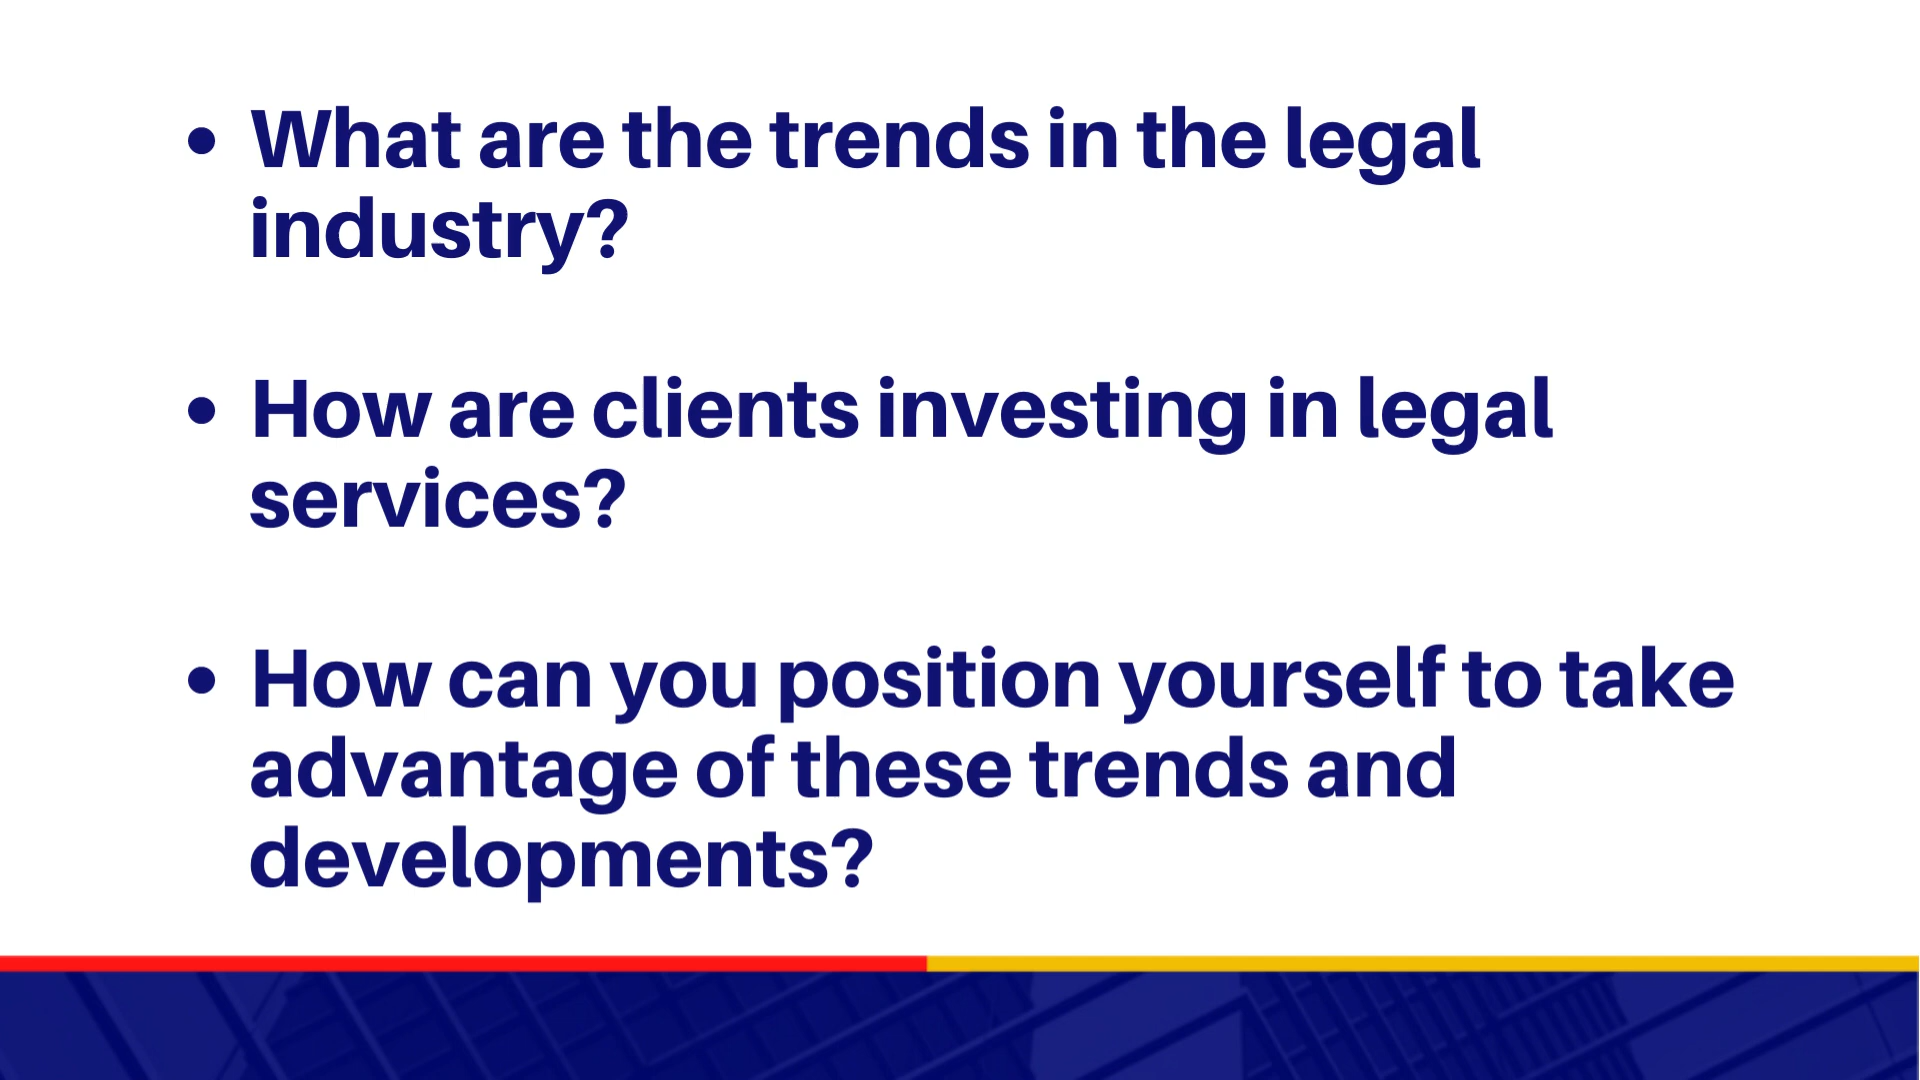 • What are the trends in the legal
industry?
• How are clients investing in legal
services?
• How can you position yourself to take
advantage of these trends and
developments?